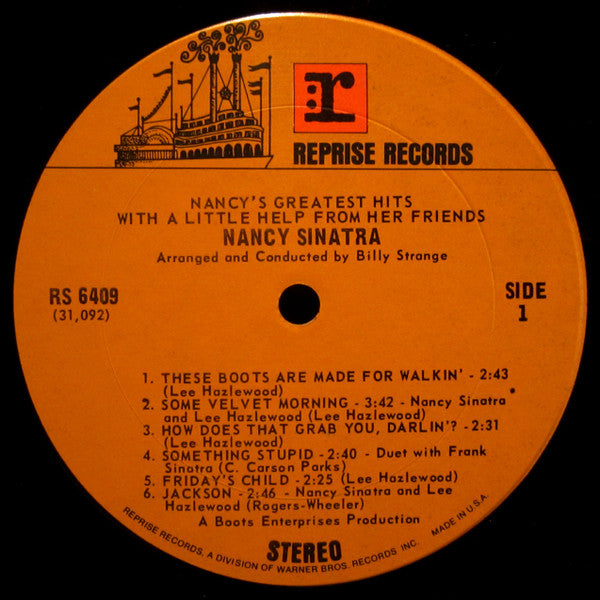 r
REPRISE RECORDS
NANCY'S GREATEST HITS
WITH A LITTLE HELP FROM HER FRIENDS
NANCY SINATRA
Arranged and Conducted by Billy Strange
RS 6409
(31,092)
SIDE
1
1. THESE BOOTS ARE MADE FOR WALKIN' - 2:43
(Lee Hazlewood)
2. SOME VELVET MORNING - 3:42 - Nancy Sinatra
and Lee Hazlewood (Lee Hazlewood)
3. HOW DOES THAT GRAB YOU, DARLIN'? - 2:31
(Lee Hazlewood)
4. SOMETHING STUPID - 2:40 - Duet with Frank
Sinatra (C. Carson Parks)
5. FRIDAY'S CHILD - 2:25 (Lee Hazlewood)
6. JACKSON - 2:46 - Nancy Sinatra and Lee
Hazlewood (Rogers-Wheeler)
A Boots Enterprises Production
STEREO
REPRISE RECORDS, A DIVISION OF WARNER BROS. RECORDS INC. MADE IN U.S.A.